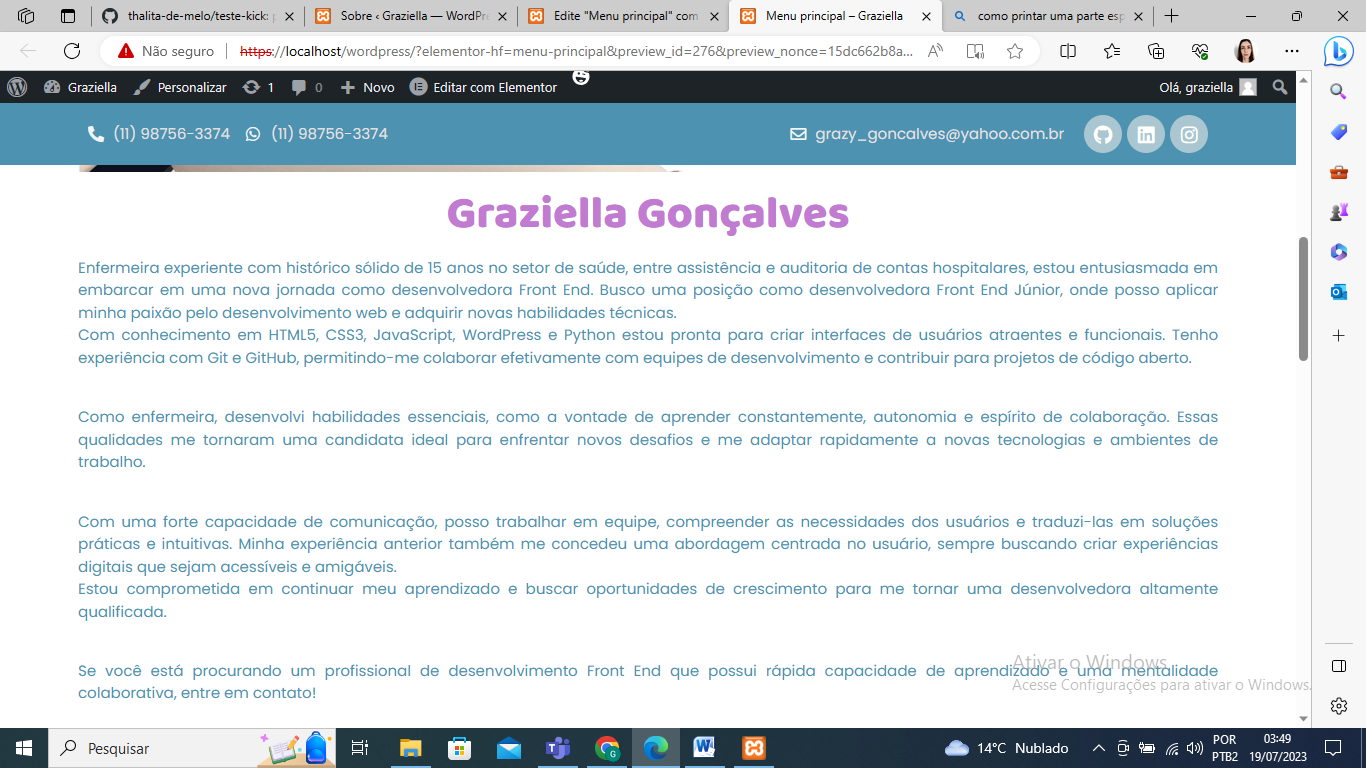 thalita-de-melo/teste-kick: p
Sobre ‹ Graziella — WordPre
Edite "Menu principal" com
Menu principal – Graziella
como printar uma parte esp
Não seguro
https://localhost/wordpress/?elementor-hf=menu-principal&preview_id=276&preview_nonce=15dc662b8a...
Graziella
Personalizar
1
0
Novo
Editar com Elementor
Olá, graziella
(11) 98756-3374
(11) 98756-3374
grazy_goncalves@yahoo.com.br
Graziella Gonçalves
Enfermeira experiente com histórico sólido de 15 anos no setor de saúde, entre assistência e auditoria de contas hospitalares, estou entusiasmada em
embarcar em uma nova jornada como desenvolvedora Front End. Busco uma posição como desenvolvedora Front End Júnior, onde posso aplicar
minha paixão pelo desenvolvimento web e adquirir novas habilidades técnicas.
Com conhecimento em HTML5, CSS3, JavaScript, WordPress e Python estou pronta para criar interfaces de usuários atraentes e funcionais. Tenho
experiência com Git e GitHub, permitindo-me colaborar efetivamente com equipes de desenvolvimento e contribuir para projetos de código aberto.
Como enfermeira, desenvolvi habilidades essenciais, como a vontade de aprender constantemente, autonomia e espírito de colaboração. Essas
qualidades me tornaram uma candidata ideal para enfrentar novos desafios e me adaptar rapidamente a novas tecnologias e ambientes de
trabalho.
Com uma forte capacidade de comunicação, posso trabalhar em equipe, compreender as necessidades dos usuários e traduzi-las em soluções
práticas e intuitivas. Minha experiência anterior também me concedeu uma abordagem centrada no usuário, sempre buscando criar experiências
digitais que sejam acessíveis e amigáveis.
Estou comprometida em continuar meu aprendizado e buscar oportunidades de crescimento para me tornar uma desenvolvedora altamente
qualificada.
Se você está procurando um profissional de desenvolvimento Front End que possui rápida capacidade de aprendizado e uma mentalidade
colaborativa, entre em contato!
Ativar o Windows
Acesse Configurações para ativar o Windows.
Pesquisar
14°C Nublado
POR
PTB2
03:49
19/07/2023